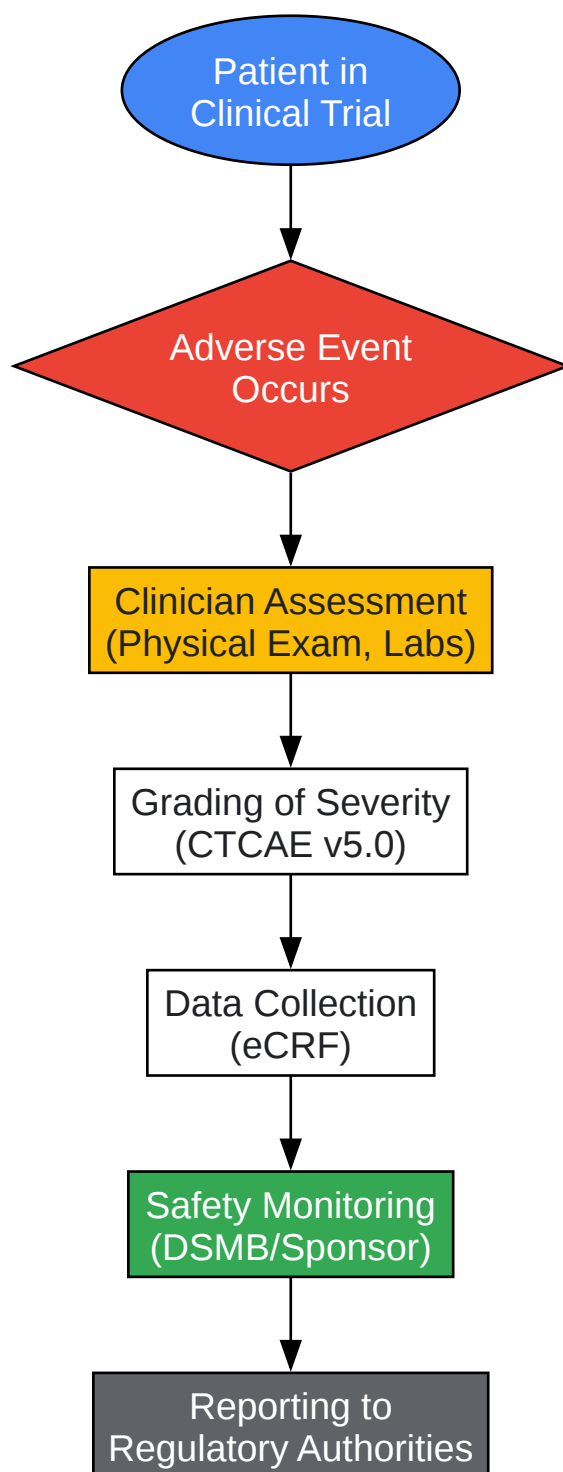 Patient in
Clinical Trial
Adverse Event
Occurs
Clinician Assessment
(Physical Exam, Labs)
Grading of Severity
(CTCAE v5.0)
Data Collection
(eCRF)
Safety Monitoring
(DSMB/Sponsor)
Reporting to
Regulatory Authorities